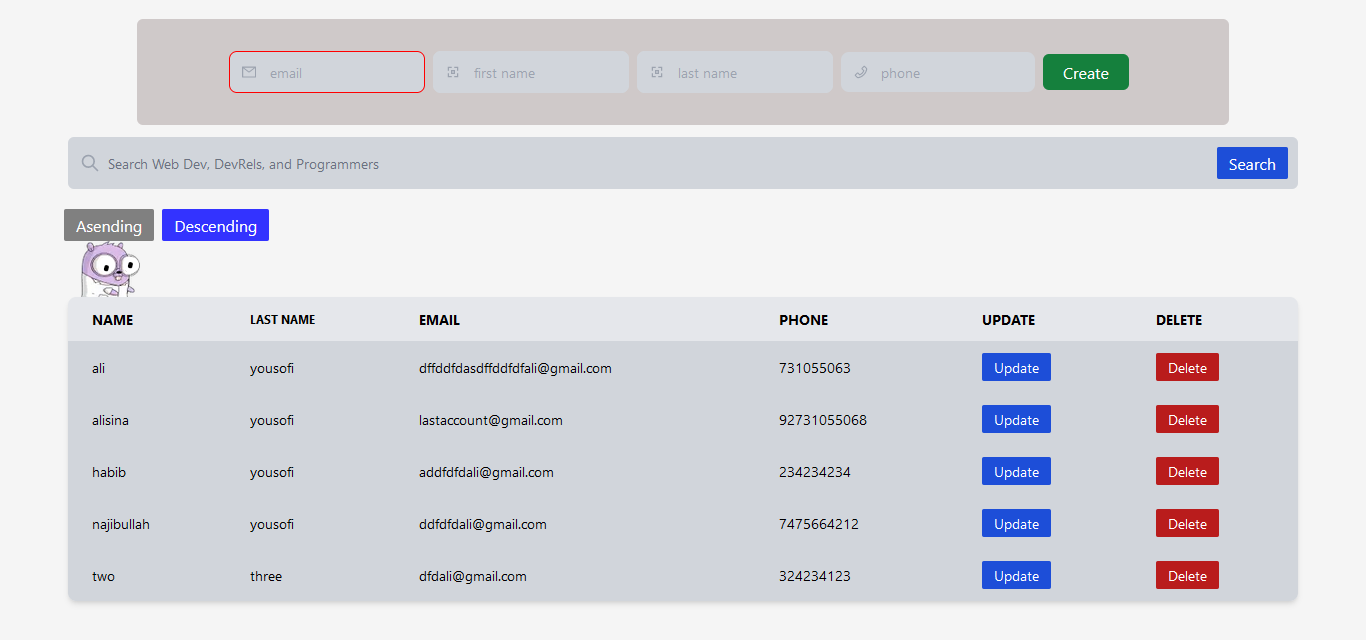 email first name last name phone Create
Search Web Dev, DevRels, and Programmers Search
Asending Descending
NAME LAST NAME EMAIL PHONE UPDATE DELETE
ali yousofi dffddfdasdffddfdfali@gmail.com 731055063 Update Delete
alisina yousofi lastaccount@gmail.com 92731055068 Update Delete
habib yousofi addfdfdali@gmail.com 234234234 Update Delete
najibullah yousofi ddfdfdali@gmail.com 7475664212 Update Delete
two three dfdali@gmail.com 324234123 Update Delete